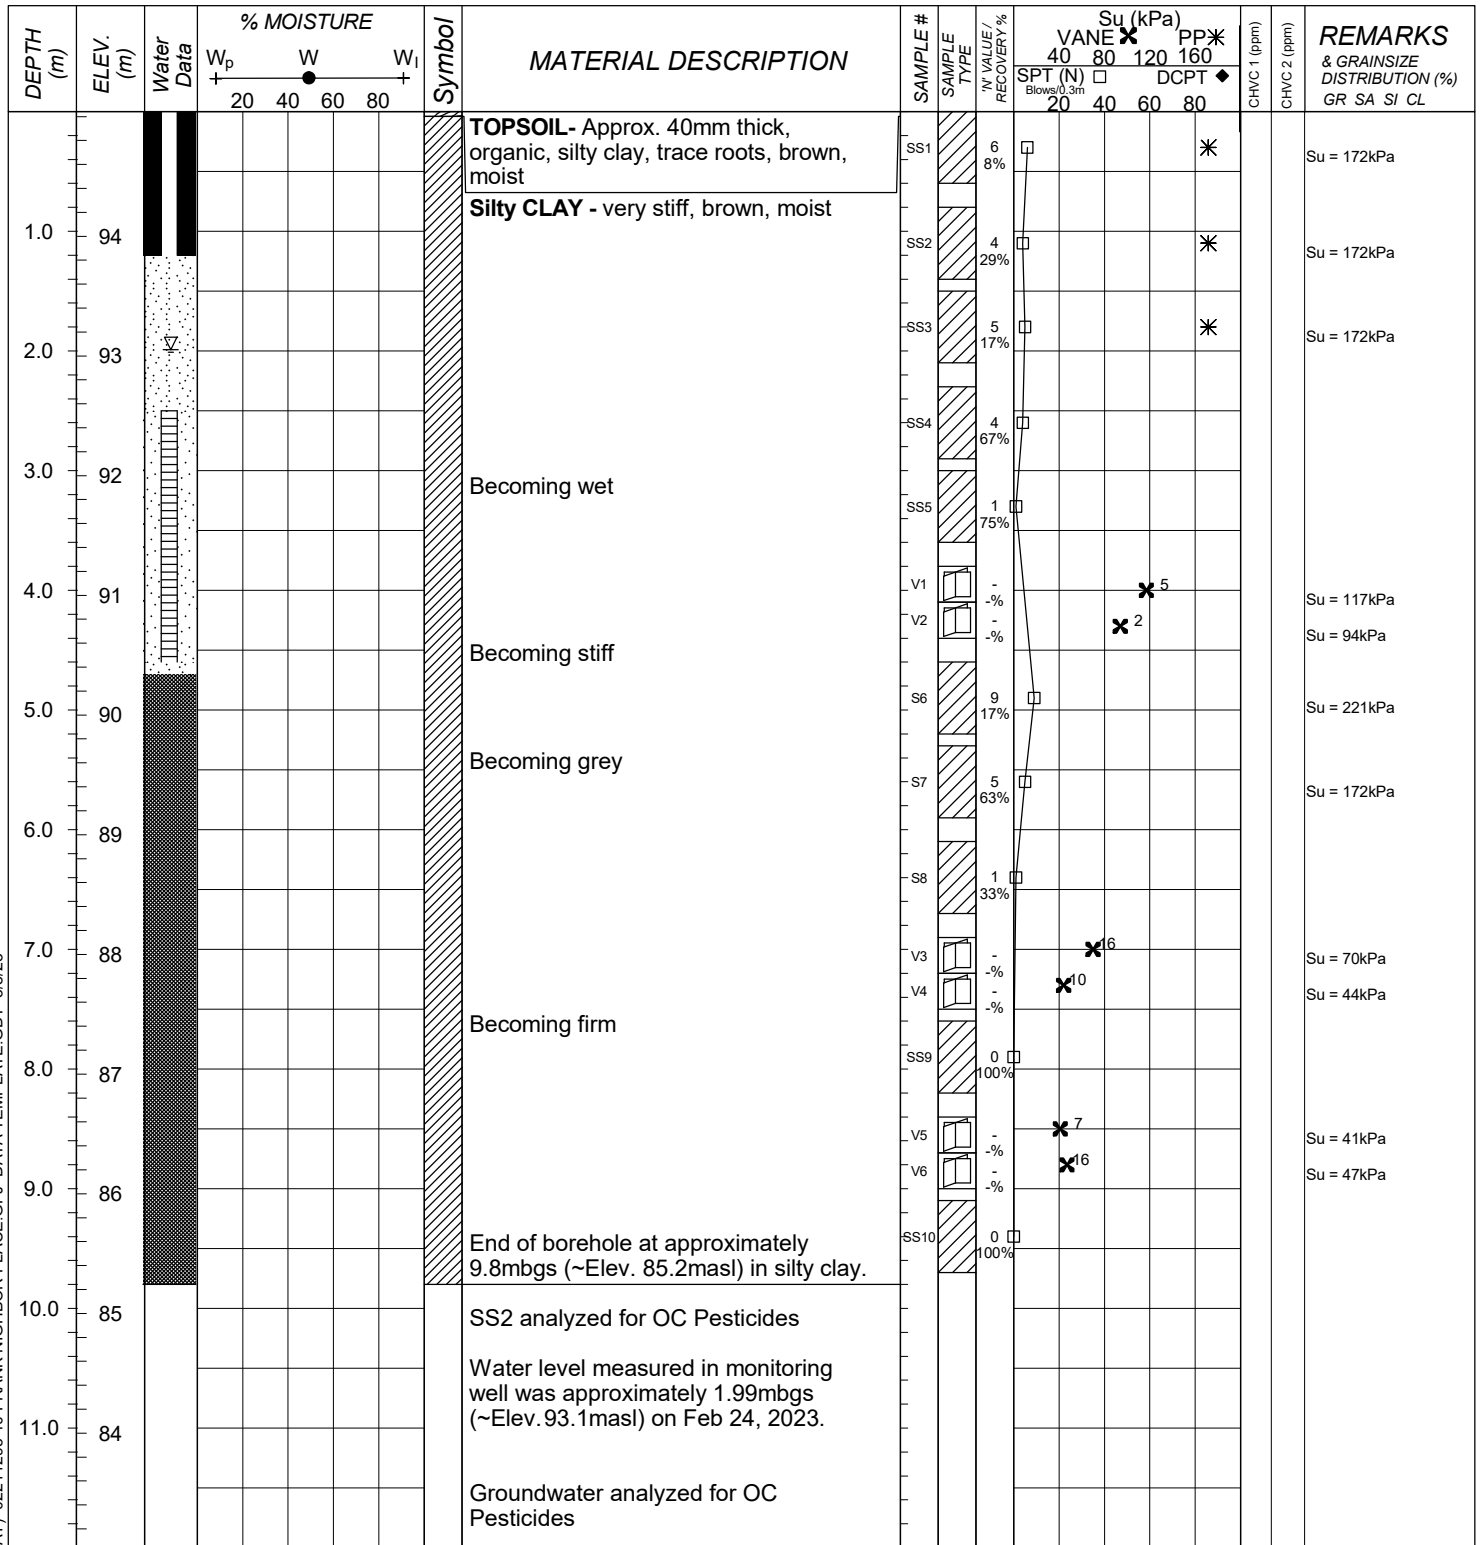 DEPTH (m)
ELEV. (m)
Water Data
% MOISTURE
Wp W Wl
20 40 60 80
Symbol
MATERIAL DESCRIPTION
SAMPLE #
SAMPLE TYPE
'N' VALUE / RECOVERY %
Su (kPa)
VANE PP
40 80 120 160
SPT (N) DCPT
Blows/0.3m
20 40 60 80
CHVC 1 (ppm)
CHVC 2 (ppm)
REMARKS
& GRAINSIZE
DISTRIBUTION (%)
GR SA SI CL
TOPSOIL- Approx. 40mm thick,
organic, silty clay, trace roots, brown,
moist
SS1 6 8% Su = 172kPa
Silty CLAY - very stiff, brown, moist
1.0 94 SS2 4 29% Su = 172kPa
SS3 5 17% Su = 172kPa
2.0 93
SS4 4 67%
3.0 92
Becoming wet
SS5 1 75%
4.0 91 V1 - -% 5 Su = 117kPa
V2 - -% 2 Su = 94kPa
Becoming stiff
5.0 90 S6 9 17% Su = 221kPa
Becoming grey
S7 5 63% Su = 172kPa
6.0 89
S8 1 33%
7.0 88 V3 - -% 16 Su = 70kPa
V4 - -% 10 Su = 44kPa
Becoming firm
8.0 87 SS9 0 100%
V5 - -% 7 Su = 41kPa
V6 - -% 16 Su = 47kPa
9.0 86
SS10 0 100%
End of borehole at approximately
9.8mbgs (~Elev. 85.2masl) in silty clay.
10.0 85
SS2 analyzed for OC Pesticides
Water level measured in monitoring
well was approximately 1.99mbgs
(~Elev.93.1masl) on Feb 24, 2023.
11.0 84
Groundwater analyzed for OC
Pesticides